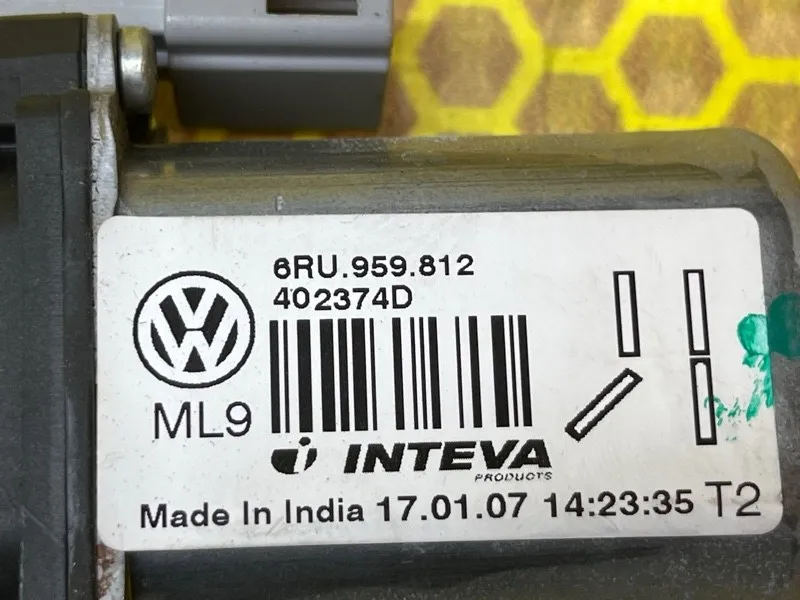 6RU.959.812
402374D
ML9
INTEVA
PRODUCTS
Made In India 17.01.07 14:23:35 T2